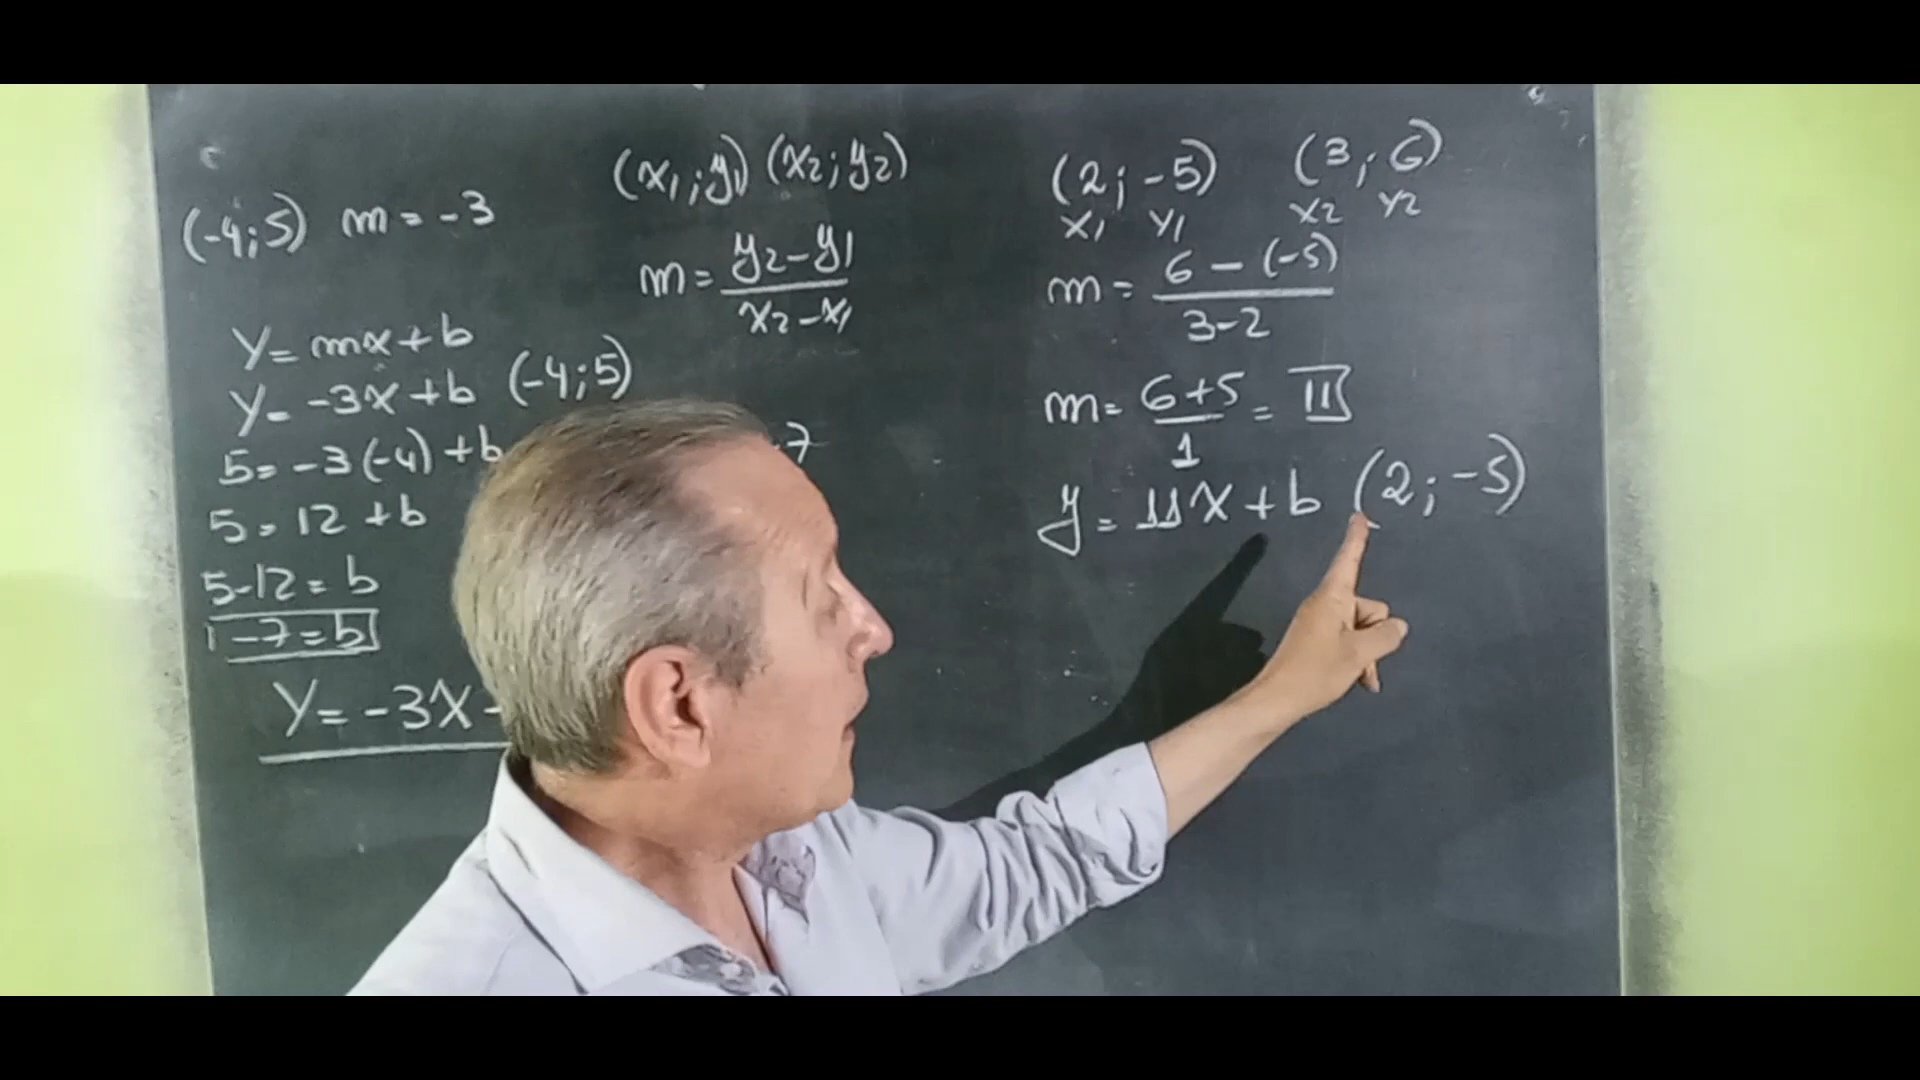 (-4;5) m = -3
Y= mx+b
Y= -3x+b (-4;5)
5= -3(-4)+b
5= 12 +b
5-12= b
-7=b
Y= -3x-
(x1;y1) (x2;y2)
m= y2-y1
x2-x1
-7
(2;-5) (3;6)
x1 y1 x2 y2
m= 6-(-5)
3-2
m= 6+5 = 11
1
y= 11x+b (2;-5)